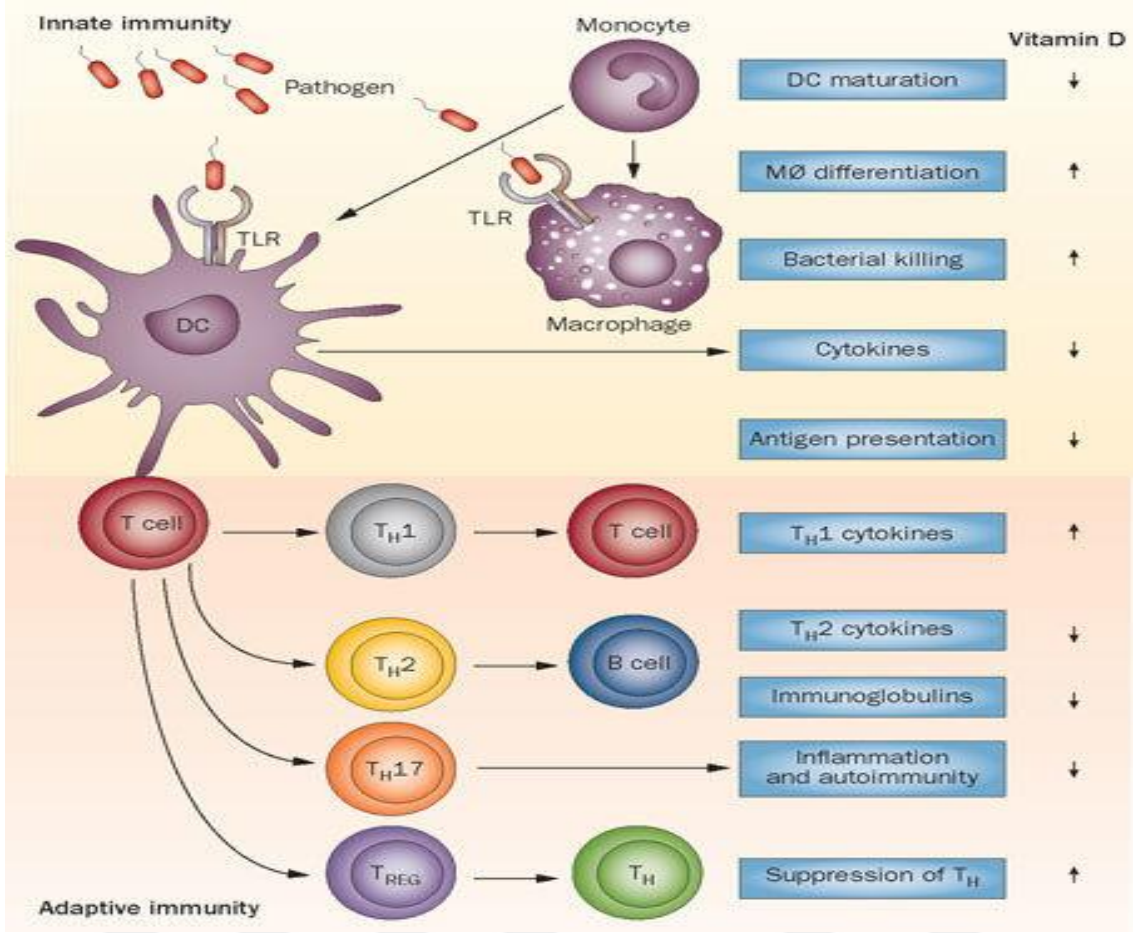 Innate immunity
Monocyte
Vitamin D
Pathogen
DC maturation
↓
MØ differentiation
↑
TLR
TLR
Bacterial killing
↑
DC
Macrophage
Cytokines
↓
Antigen presentation
↓
T cell
TH1
T cell
TH1 cytokines
↑
TH2
B cell
TH2 cytokines
↓
Immunoglobulins
↓
TH17
Inflammation
and autoimmunity
↓
TREG
TH
Suppression of TH
↑
Adaptive immunity